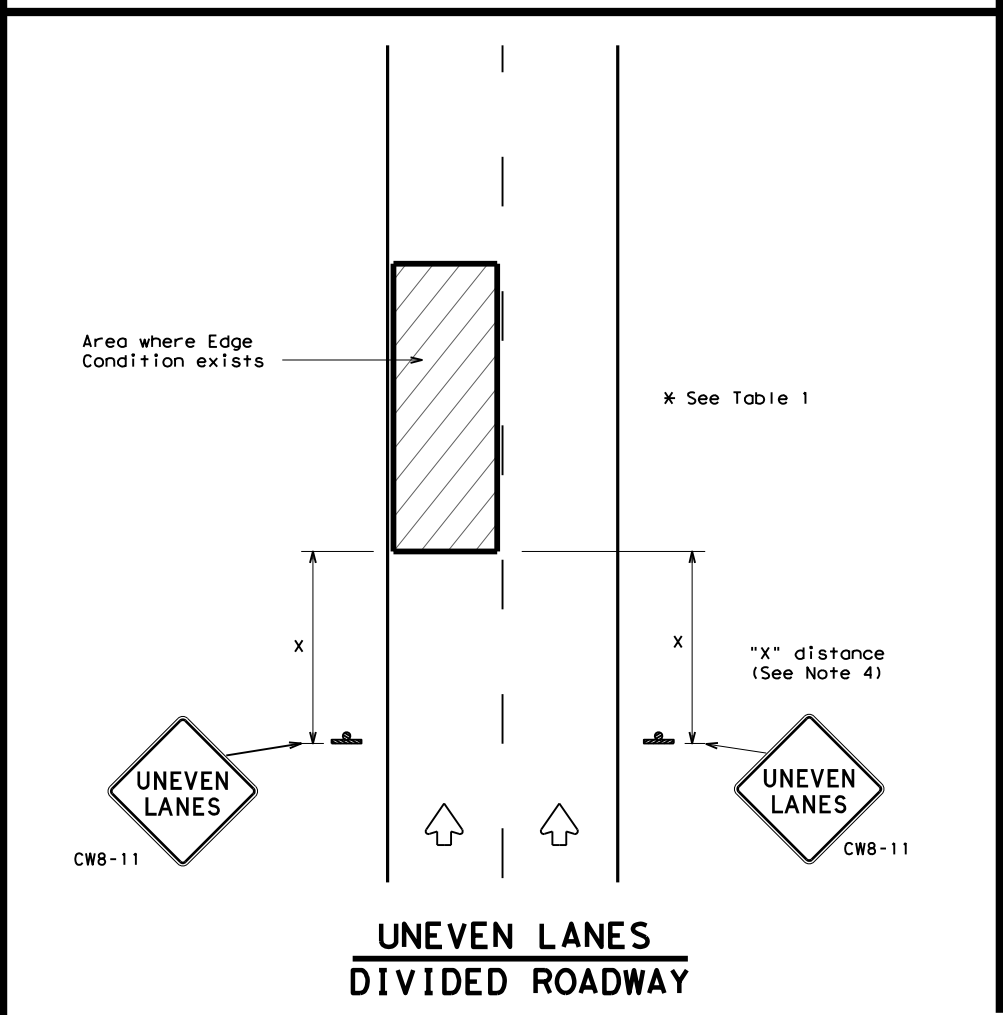 Area where Edge
Condition exists
* See Table 1
X
X
"X" distance
(See Note 4)
UNEVEN
LANES
CW8-11
UNEVEN
LANES
CW8-11
UNEVEN LANES
DIVIDED ROADWAY